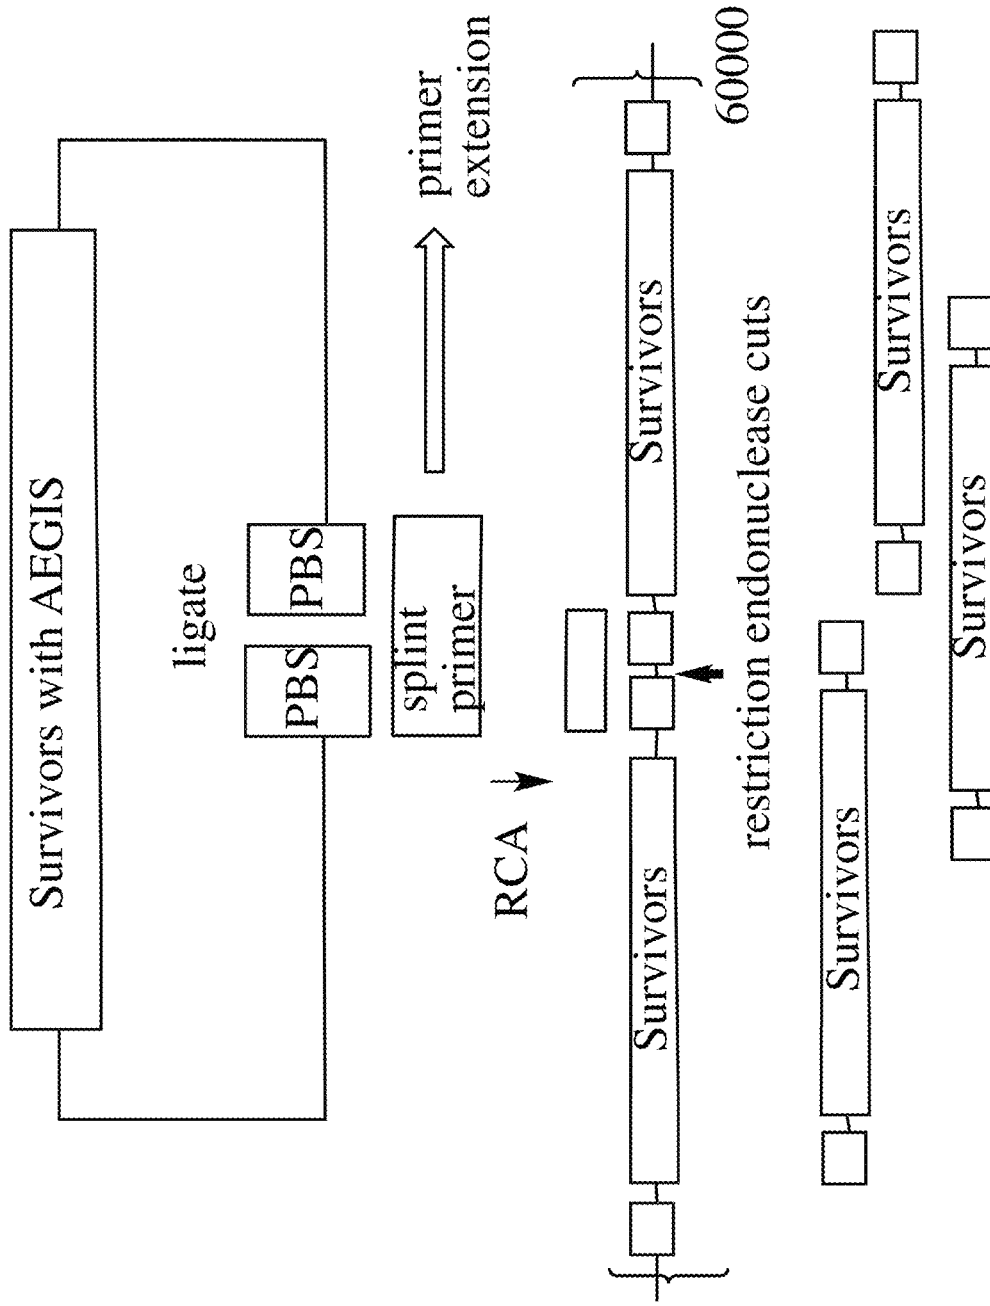 Survivors with AEGIS
ligate
PBS
PBS
splint
primer
primer
extension
RCA
Survivors
Survivors
60000
restriction endonuclease cuts
Survivors
Survivors
Survivors